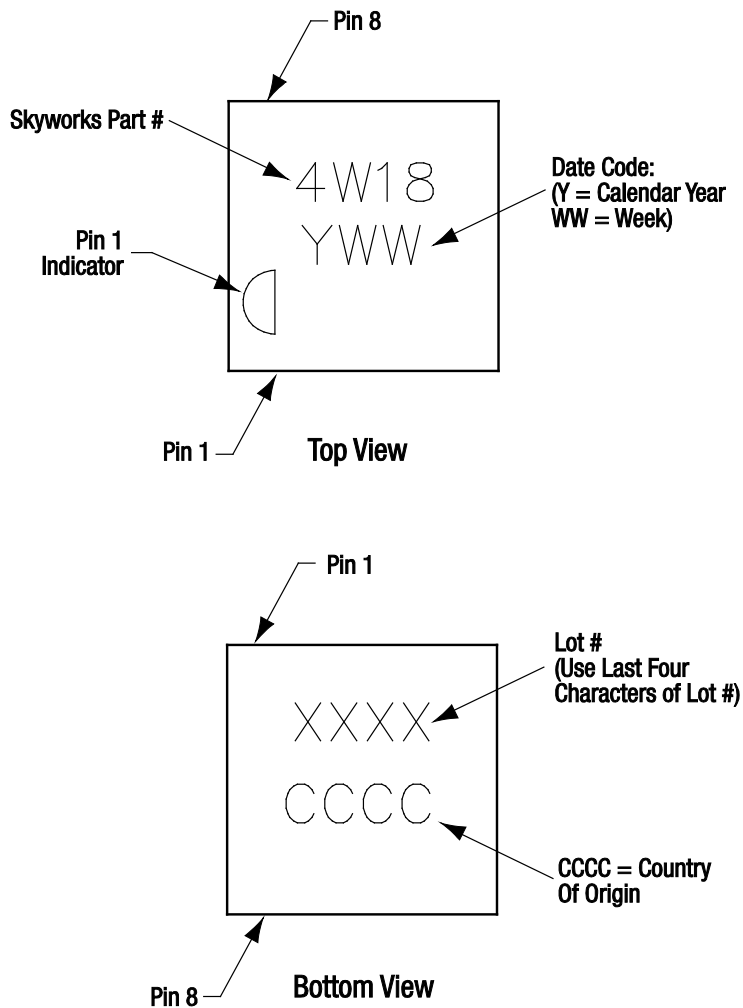 Pin 8
Skyworks Part #
4W18
Date Code:
(Y = Calendar Year
WW = Week)
YWW
Pin 1
Indicator
Pin 1
Top View
Pin 1
Lot #
(Use Last Four
Characters of Lot #)
XXXX
CCCC
CCCC = Country
Of Origin
Pin 8
Bottom View